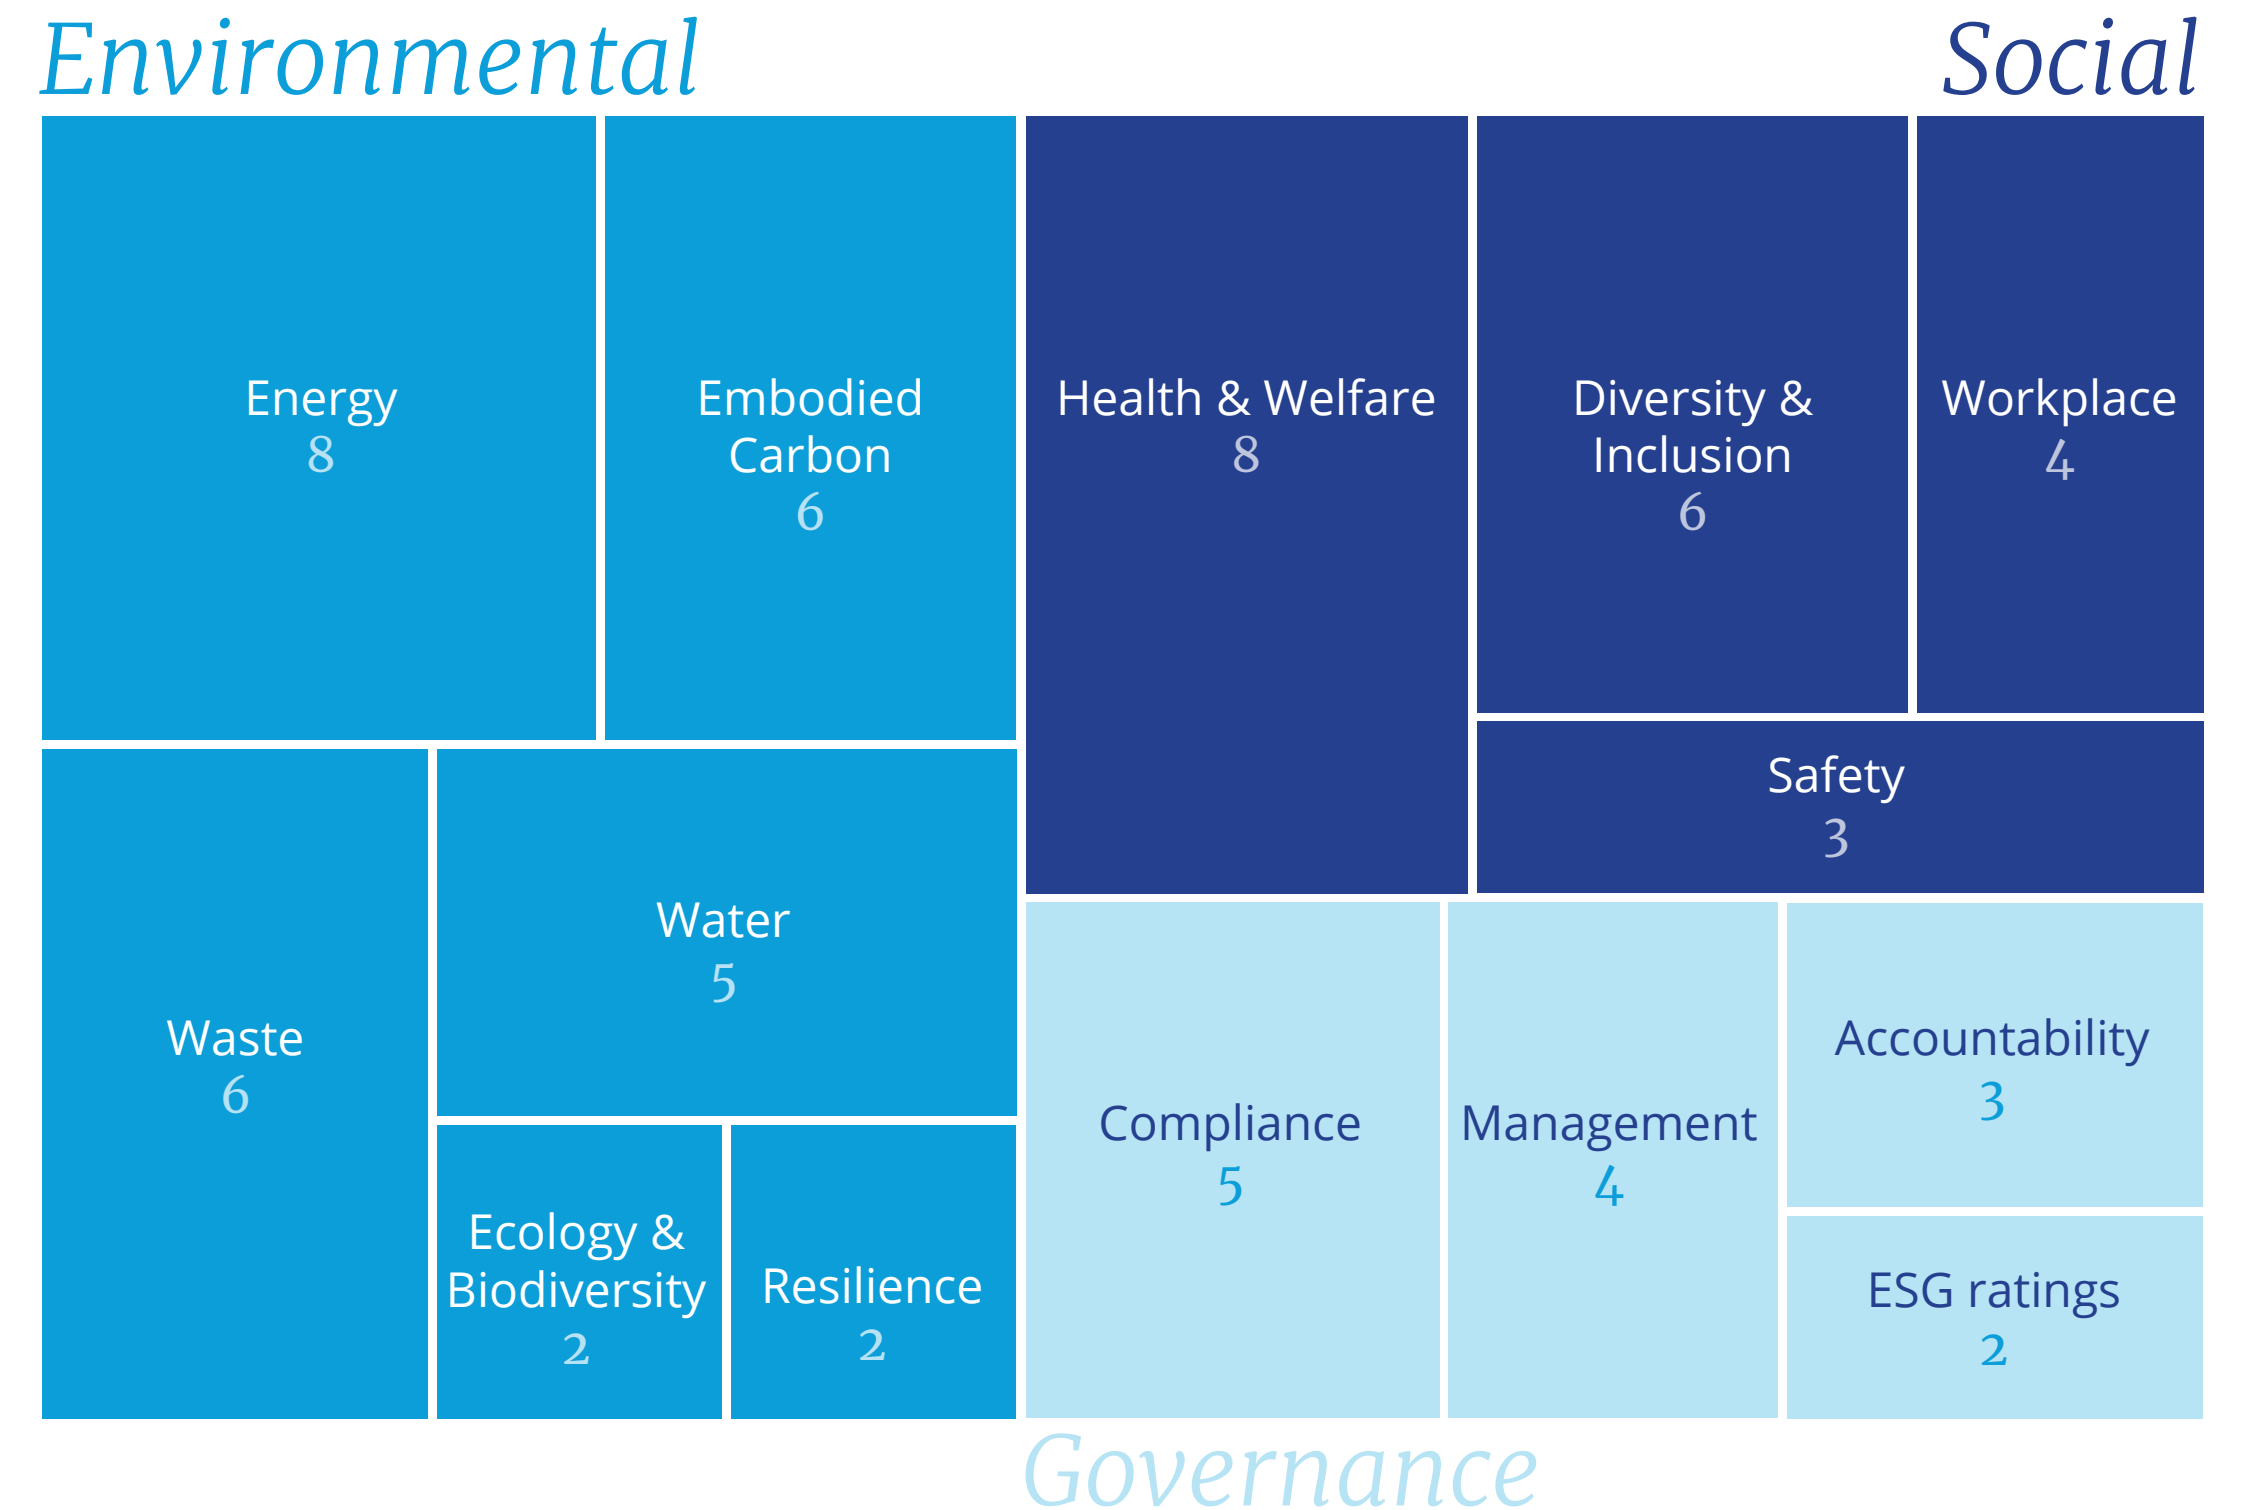 Environmental
Social
Energy
8
Embodied
Carbon
6
Health & Welfare
8
Diversity &
Inclusion
6
Workplace
4
Safety
3
Waste
6
Water
5
Ecology &
Biodiversity
2
Resilience
2
Compliance
5
Management
4
Accountability
3
ESG ratings
2
Governance